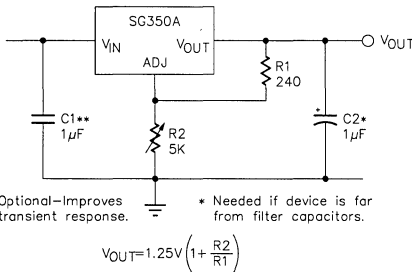 SG350A
VIN
VOUT
ADJ
VOUT
R1
240
C1**
1µF
R2
5K
C2*
1µF
+
Optional—Improves
transient response.
* Needed if device is far
from filter capacitors.
VOUT=1.25V(1+R2/R1)